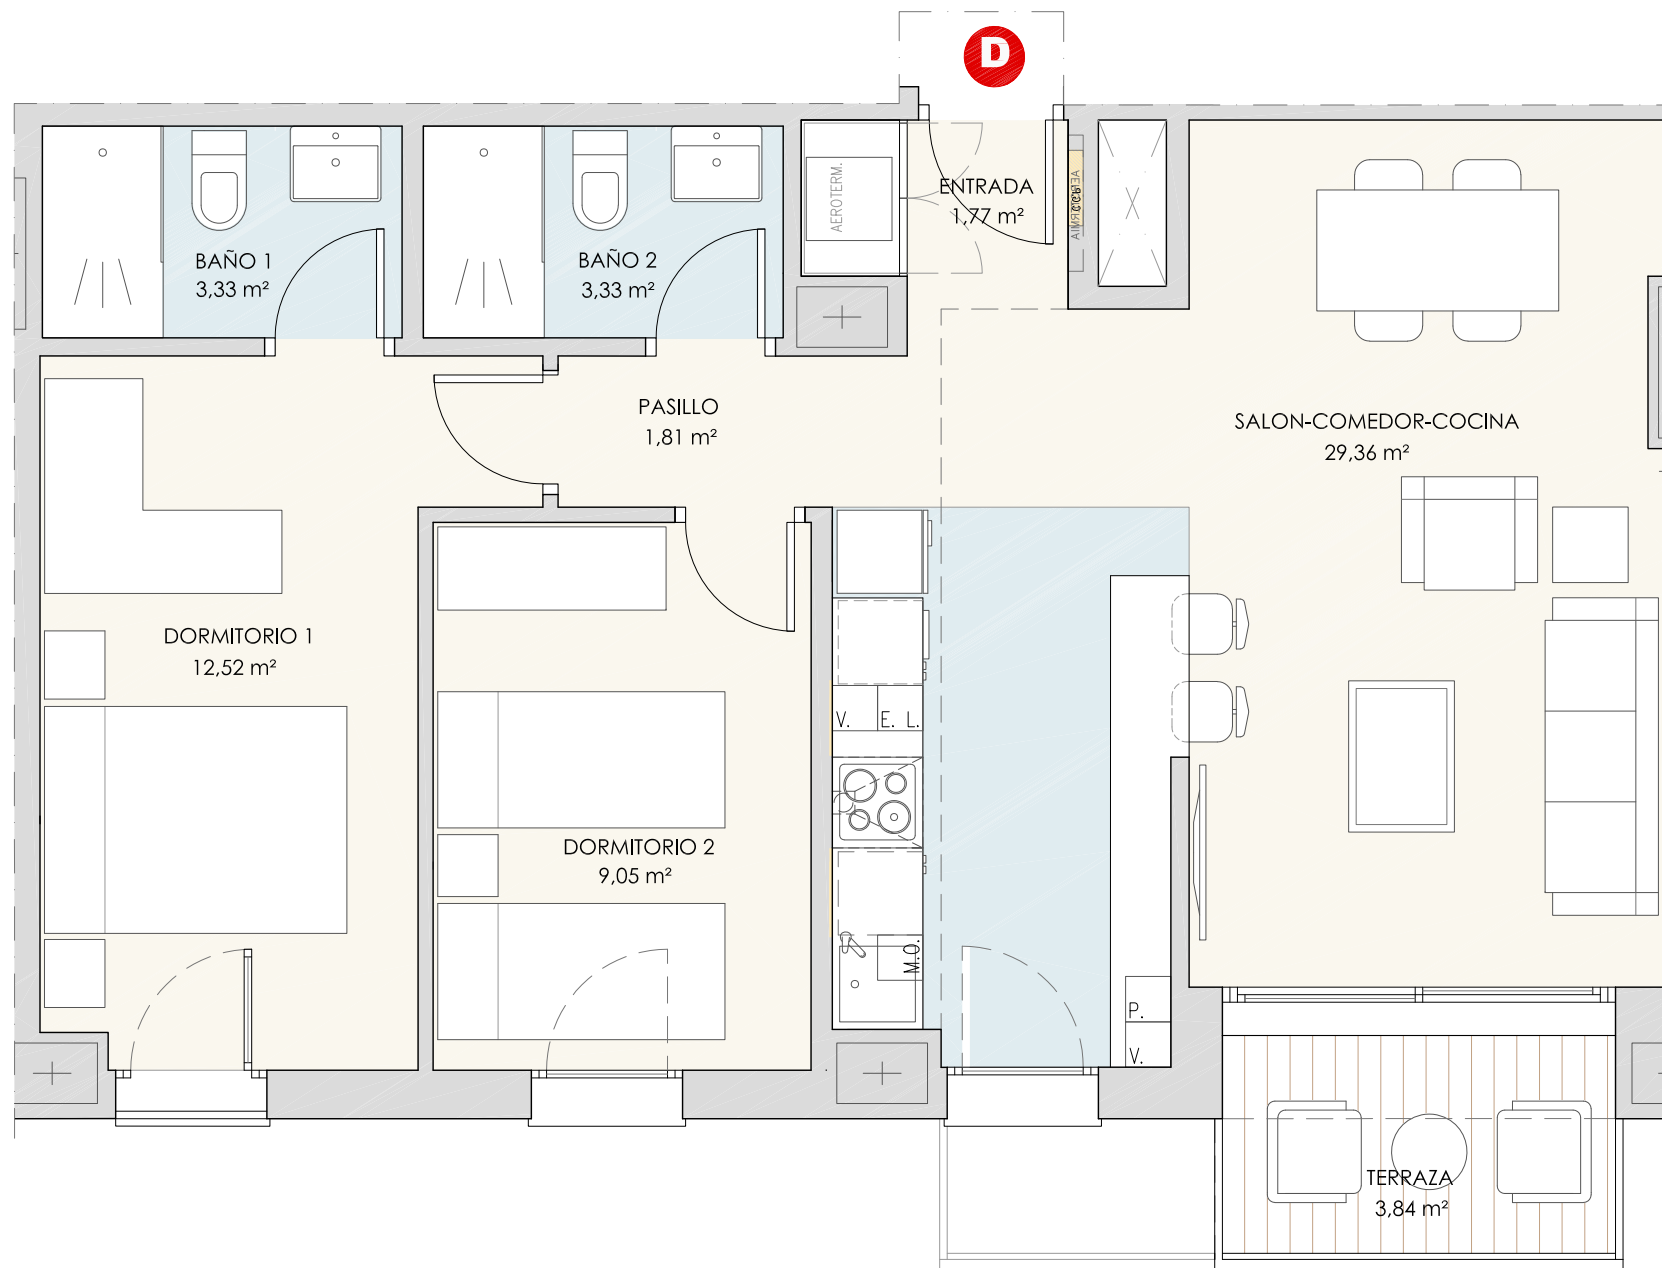 D
ENTRADA
1,77 m²
AEROTERM.
BAÑO 1
3,33 m²
BAÑO 2
3,33 m²
PASILLO
1,81 m²
SALON-COMEDOR-COCINA
29,36 m²
DORMITORIO 1
12,52 m²
V.
E. L.
DORMITORIO 2
9,05 m²
M.O.
P.
V.
TERRAZA
3,84 m²